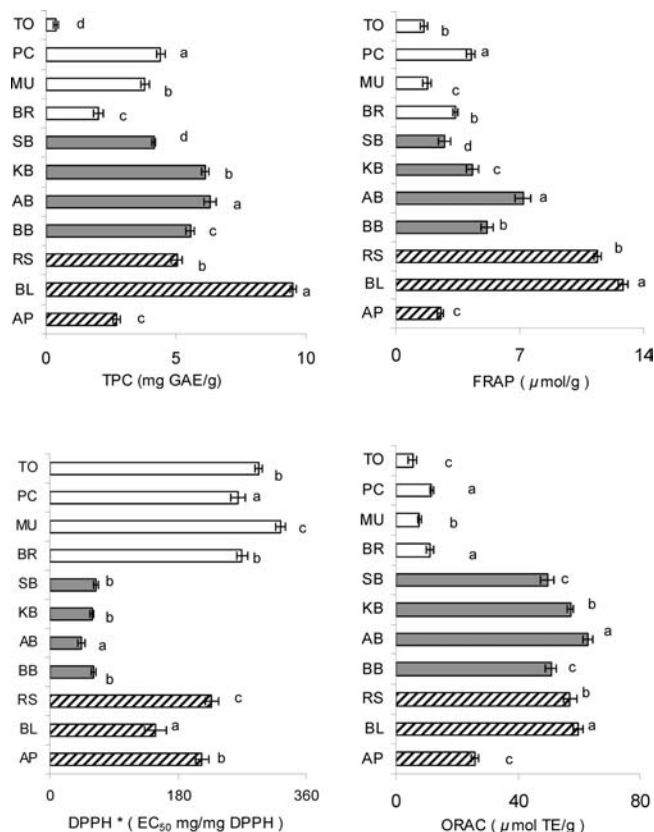 TO d
PC a
MU b
BR c
SB d
KB b
AB a
BB c
RS b
BL a
AP c
0 5 10
TPC (mg GAE/g)
TO b
PC a
MU c
BR b
SB d
KB c
AB a
BB b
RS b
BL a
AP c
0 7 14
FRAP ( µmol/g )
TO b
PC a
MU c
BR b
SB b
KB b
AB a
BB b
RS c
BL a
AP b
0 180 360
DPPH * ( EC50 mg/mg DPPH)
TO c
PC a
MU b
BR a
SB c
KB b
AB a
BB c
RS b
BL a
AP c
0 40 80
ORAC ( µmol TE/g )